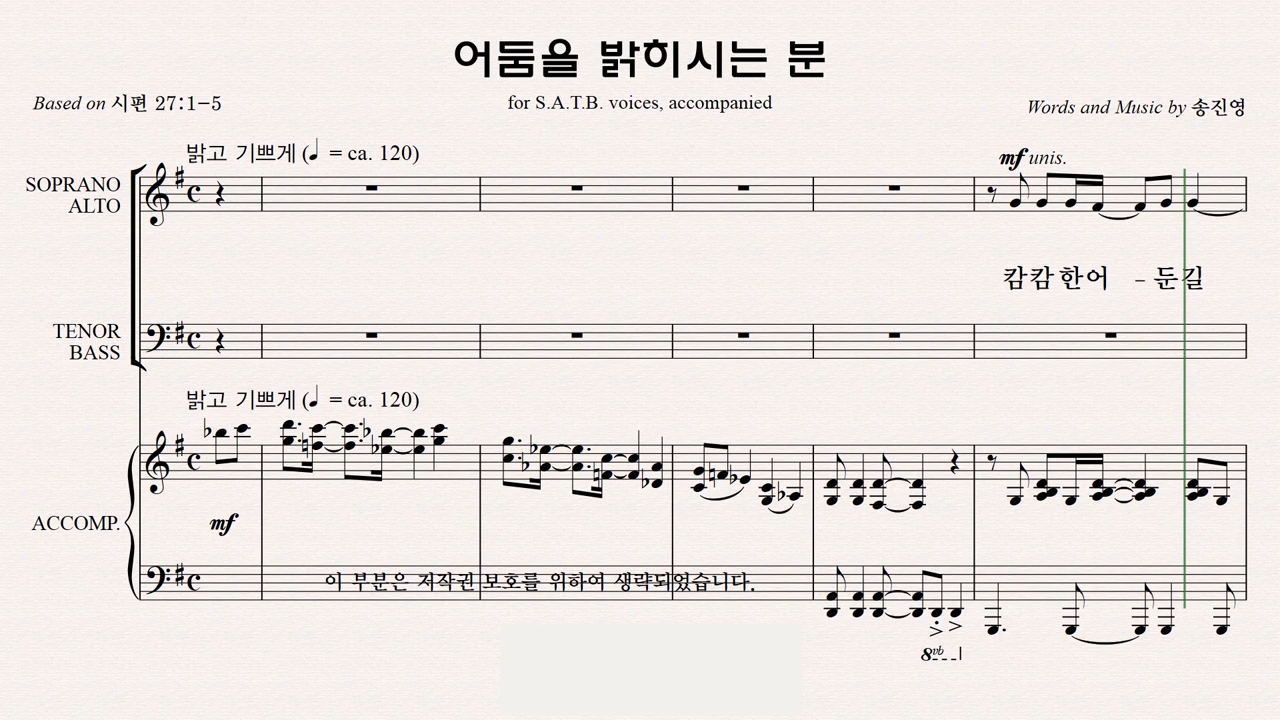 어둠을 밝히시는 분
Based on 시편 27:1-5
for S.A.T.B. voices, accompanied
Words and Music by 송진영
밝고 기쁘게 (♩ = ca. 120)
mf unis.
SOPRANO
ALTO
캄캄한어 - 둔길
TENOR
BASS
밝고 기쁘게 (♩ = ca. 120)
ACCOMP.
mf
이 부분은 저작권 보호를 위하여 생략되었습니다.
8vb